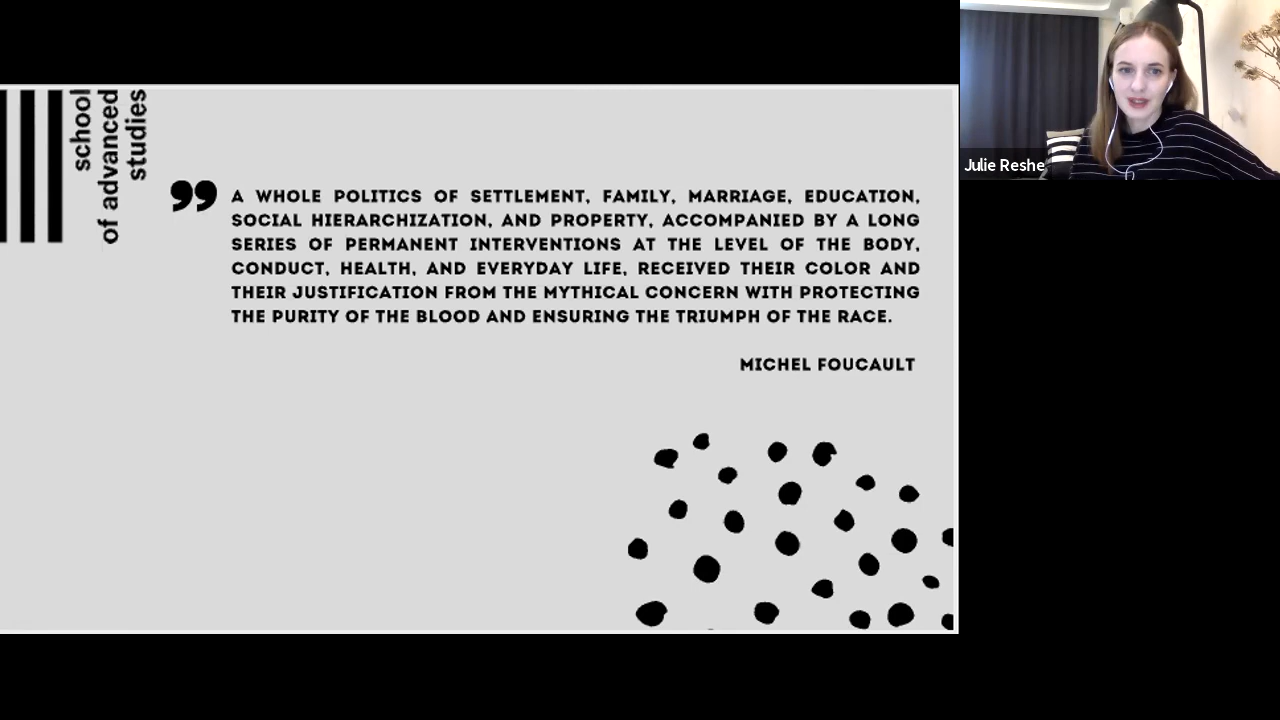 school
of advanced
studies
❞ A WHOLE POLITICS OF SETTLEMENT, FAMILY, MARRIAGE, EDUCATION,
SOCIAL HIERARCHIZATION, AND PROPERTY, ACCOMPANIED BY A LONG
SERIES OF PERMANENT INTERVENTIONS AT THE LEVEL OF THE BODY,
CONDUCT, HEALTH, AND EVERYDAY LIFE, RECEIVED THEIR COLOR AND
THEIR JUSTIFICATION FROM THE MYTHICAL CONCERN WITH PROTECTING
THE PURITY OF THE BLOOD AND ENSURING THE TRIUMPH OF THE RACE.
MICHEL FOUCAULT
Julie Reshe